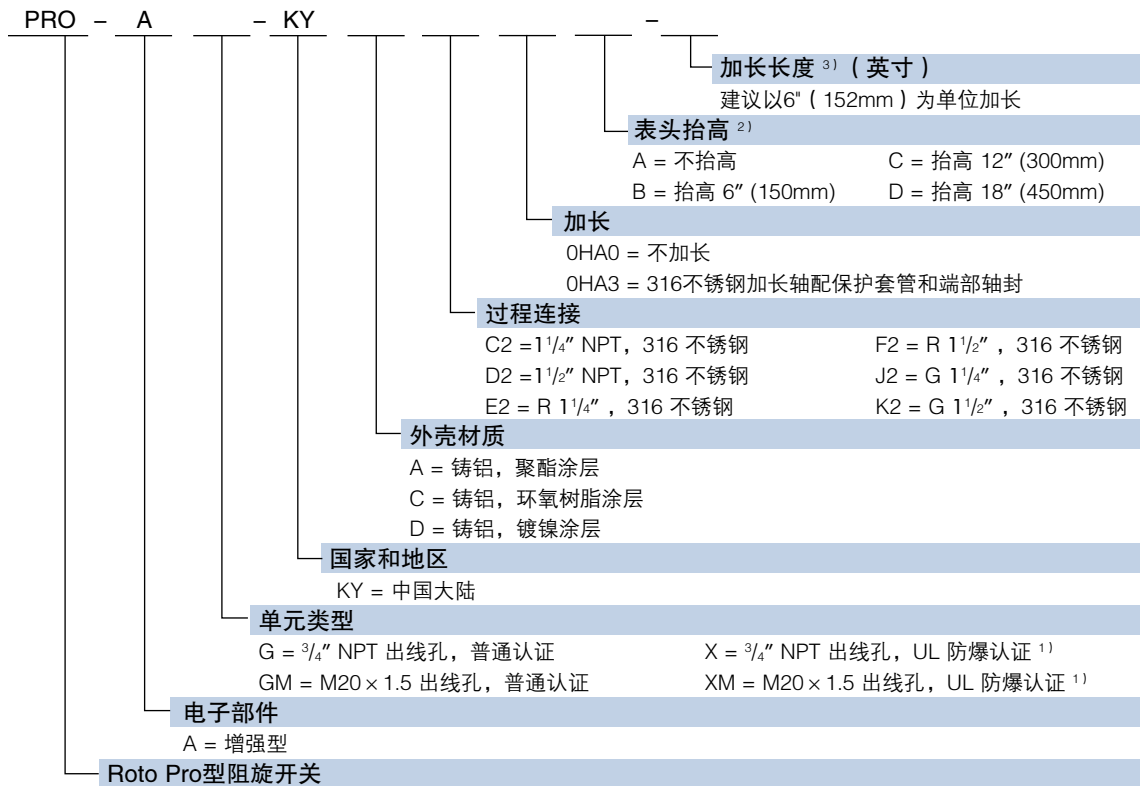 PRO – A – KY –
加长长度 3)（英寸）
建议以6"（152mm）为单位加长
表头抬高 2)
A = 不抬高 C = 抬高 12″ (300mm)
B = 抬高 6″ (150mm) D = 抬高 18″ (450mm)
加长
0HA0 = 不加长
0HA3 = 316不锈钢加长轴配保护套管和端部轴封
过程连接
C2 =1 1/4″ NPT，316 不锈钢 F2 = R 1 1/2″ ，316 不锈钢
D2 =1 1/2″ NPT，316 不锈钢 J2 = G 1 1/4″ ，316 不锈钢
E2 = R 1 1/4″ ，316 不锈钢 K2 = G 1 1/2″ ，316 不锈钢
外壳材质
A = 铸铝，聚酯涂层
C = 铸铝，环氧树脂涂层
D = 铸铝，镀镍涂层
国家和地区
KY = 中国大陆
单元类型
G = 3/4″ NPT 出线孔，普通认证 X = 3/4″ NPT 出线孔，UL 防爆认证 1)
GM = M20×1.5 出线孔，普通认证 XM = M20×1.5 出线孔，UL 防爆认证 1)
电子部件
A = 增强型
Roto Pro型阻旋开关